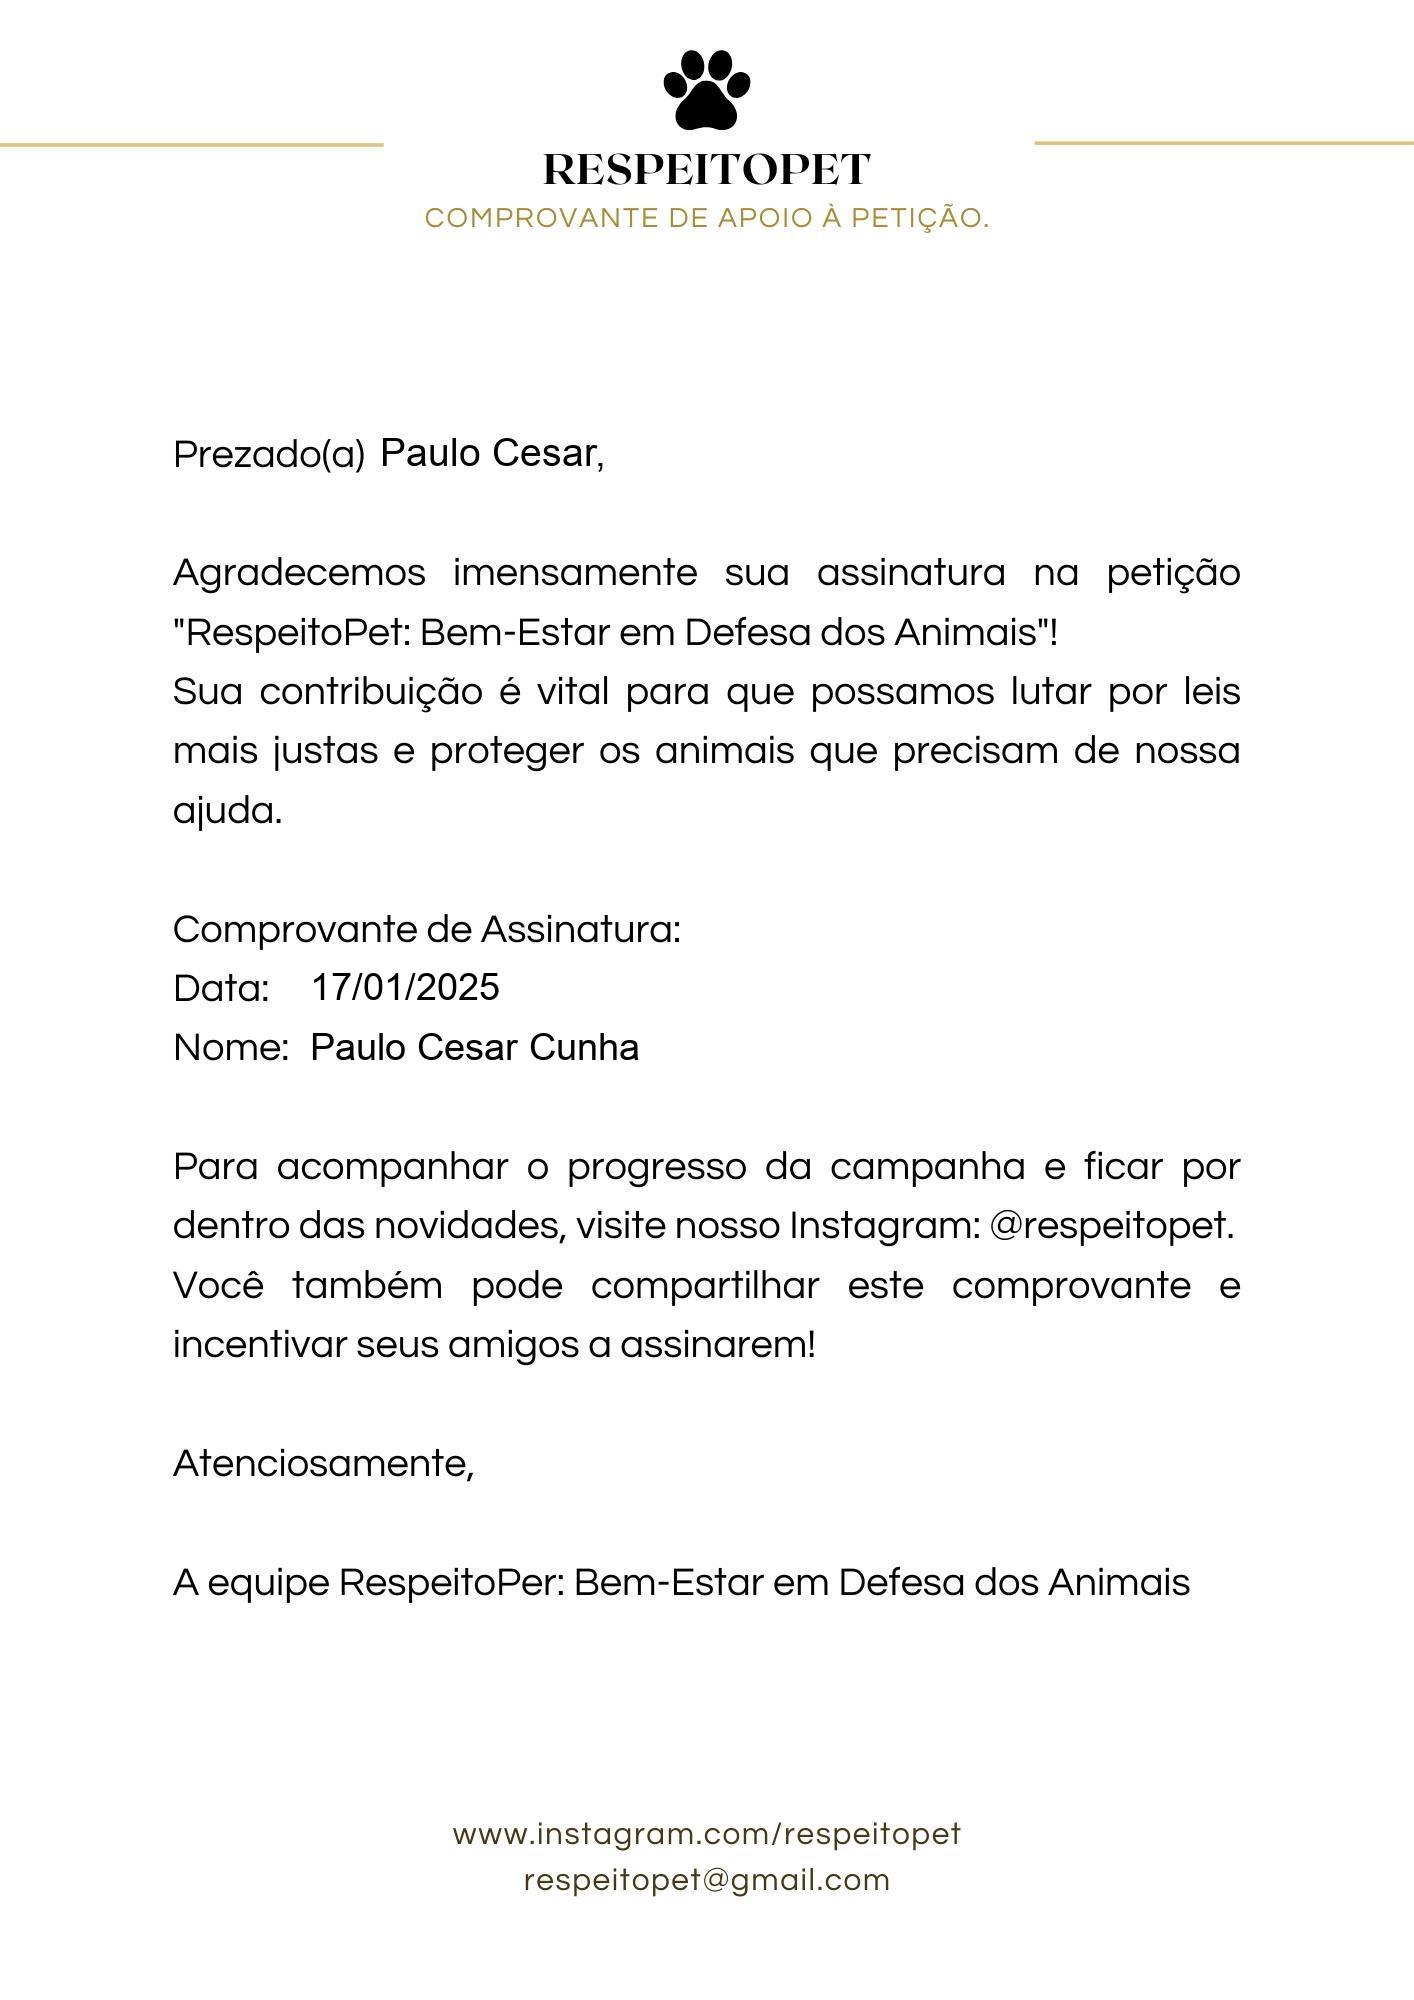 RESPEITOPET
COMPROVANTE DE APOIO À PETIÇÃO.
Prezado(a) Paulo Cesar,
Agradecemos imensamente sua assinatura na petição
"RespeitoPet: Bem-Estar em Defesa dos Animais"!
Sua contribuição é vital para que possamos lutar por leis
mais justas e proteger os animais que precisam de nossa
ajuda.
Comprovante de Assinatura:
Data: 17/01/2025
Nome: Paulo Cesar Cunha
Para acompanhar o progresso da campanha e ficar por
dentro das novidades, visite nosso Instagram: @respeitopet.
Você também pode compartilhar este comprovante e
incentivar seus amigos a assinarem!
Atenciosamente,
A equipe RespeitoPer: Bem-Estar em Defesa dos Animais
www.instagram.com/respeitopet
respeitopet@gmail.com